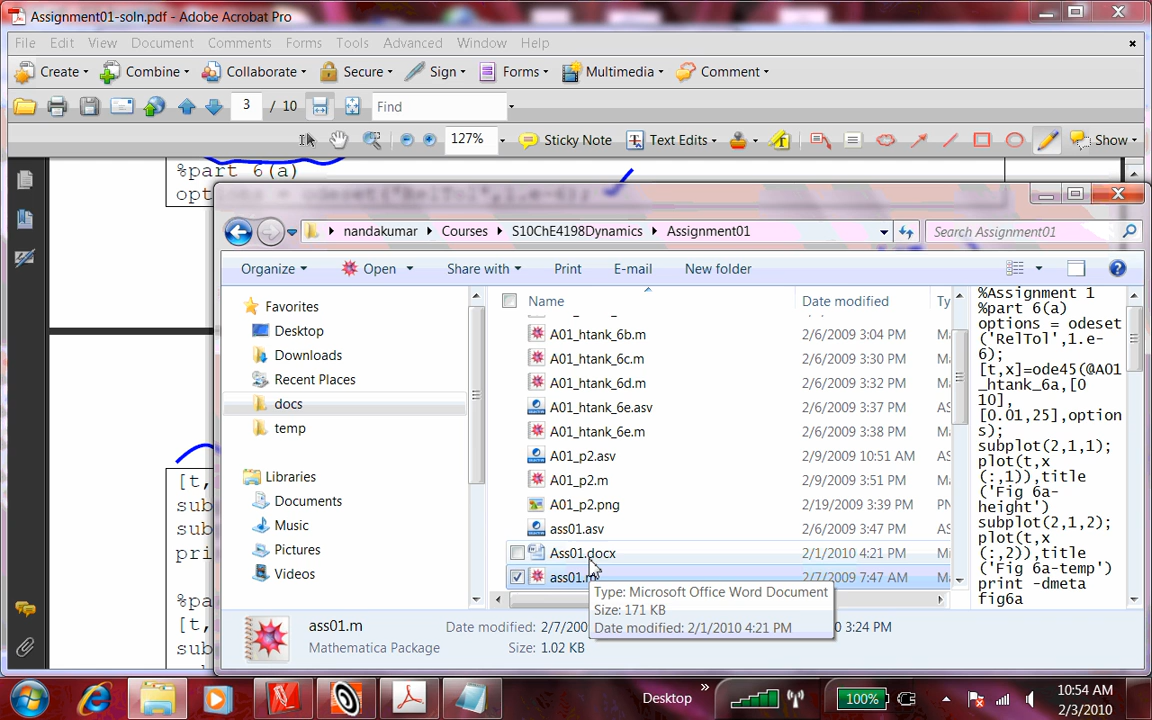 Assignment01-soln.pdf - Adobe Acrobat Pro
File Edit View Document Comments Forms Tools Advanced Window Help
Create Combine Collaborate Secure Sign Forms Multimedia Comment
3 / 10 Find
127% Sticky Note Text Edits Show
%part 6(a)
options = odeset('RelTol',1.e-6);
nandakumar Courses S10ChE4198Dynamics Assignment01 Search Assignment01
Organize Open Share with Print E-mail New folder
Favorites
Desktop
Downloads
Recent Places
docs
temp
Libraries
Documents
Music
Pictures
Videos
Name Date modified Ty
A01_htank_6b.m 2/6/2009 3:04 PM M
A01_htank_6c.m 2/6/2009 3:30 PM M
A01_htank_6d.m 2/6/2009 3:32 PM M
A01_htank_6e.asv 2/6/2009 3:37 PM AS
A01_htank_6e.m 2/6/2009 3:38 PM M
A01_p2.asv 2/9/2009 10:51 AM AS
A01_p2.m 2/9/2009 3:51 PM M
A01_p2.png 2/19/2009 3:39 PM PN
ass01.asv 2/6/2009 3:47 PM AS
Ass01.docx 2/1/2010 4:21 PM M
ass01.m 2/7/2009 7:47 AM M
Type: Microsoft Office Word Document
Size: 171 KB
Date modified: 2/1/2010 4:21 PM
%Assignment 1
%part 6(a)
options = odeset
('RelTol',1.e-
6);
[t,x]=ode45(@A01
_htank_6a,[0
10],
[0.01,25],option
s);
subplot(2,1,1);
plot(t,x
(:,1)),title
('Fig 6a-
height')
subplot(2,1,2);
plot(t,x
(:,2)),title
('Fig 6a-temp')
print -dmeta
fig6a
[t,
sub
sub
pri
%pa
[t,
sub
sub
ass01.m Date modified: 2/7/200 3:24 PM
Mathematica Package Size: 1.02 KB
Desktop 100% 10:54 AM
2/3/2010